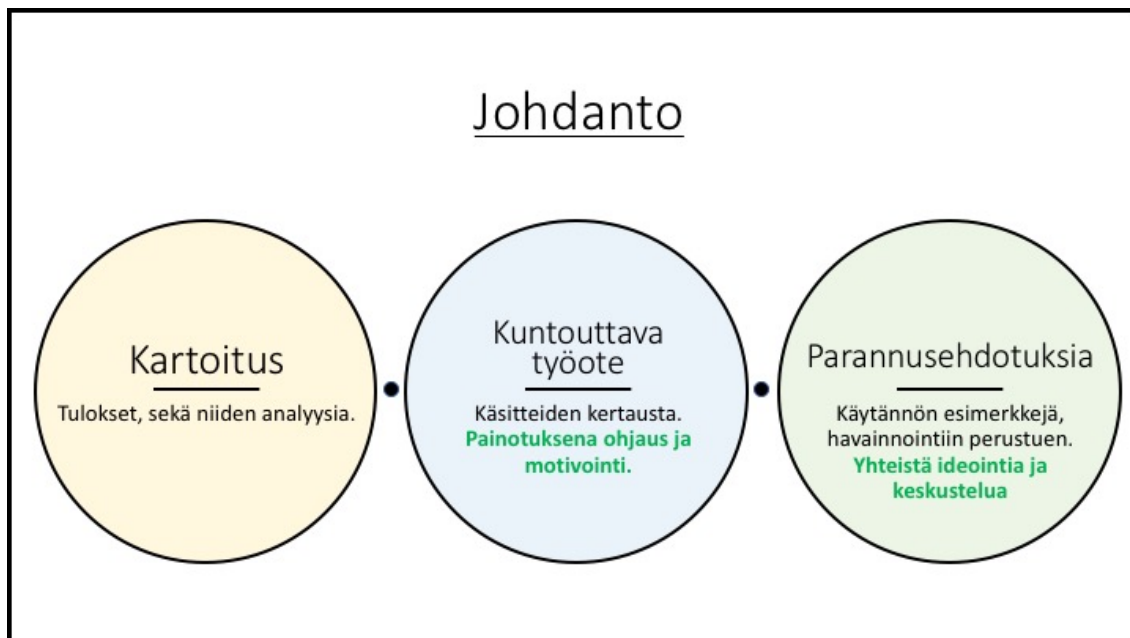 Johdanto
Kartoitus
Tulokset, sekä niiden analyysia.
Kuntouttava
työote
Käsitteiden kertausta.
Painotuksena ohjaus ja
motivointi.
Parannusehdotuksia
Käytännön esimerkkejä,
havainnointiin perustuen.
Yhteistä ideointia ja
keskustelua